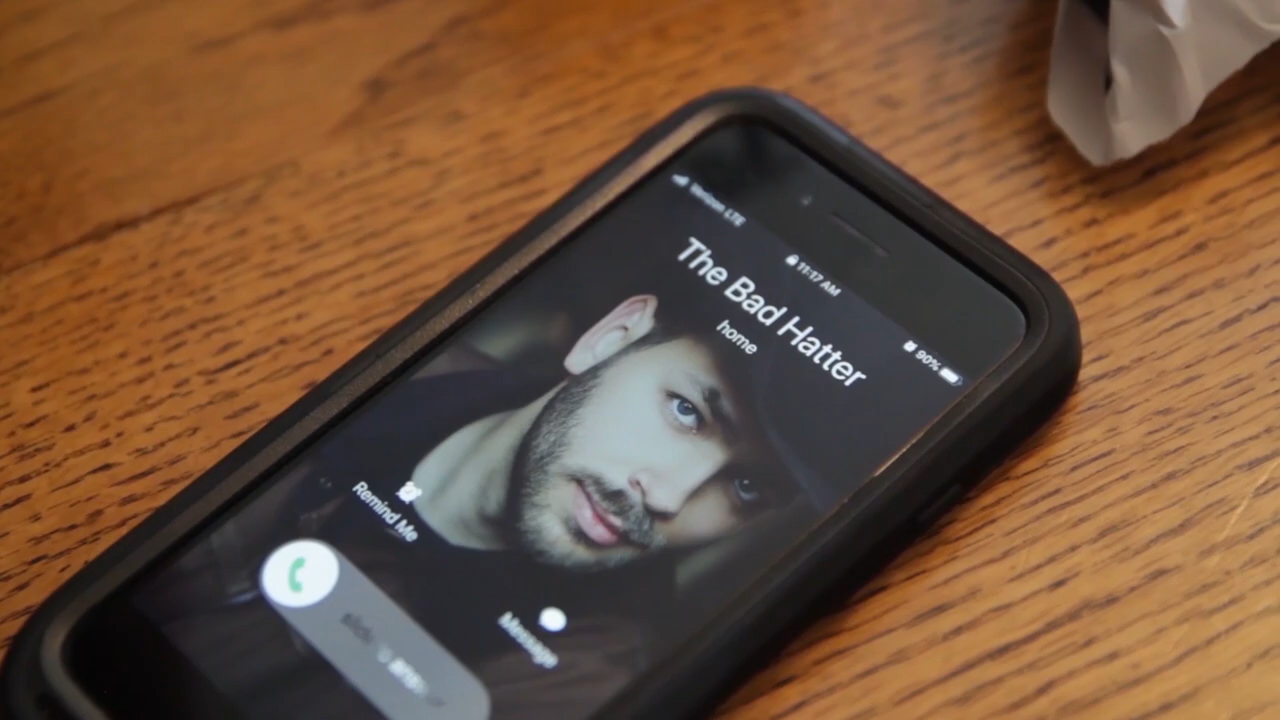 Verizon LTE
11:17 AM
90%
The Bad Hatter
home
Remind Me
Message